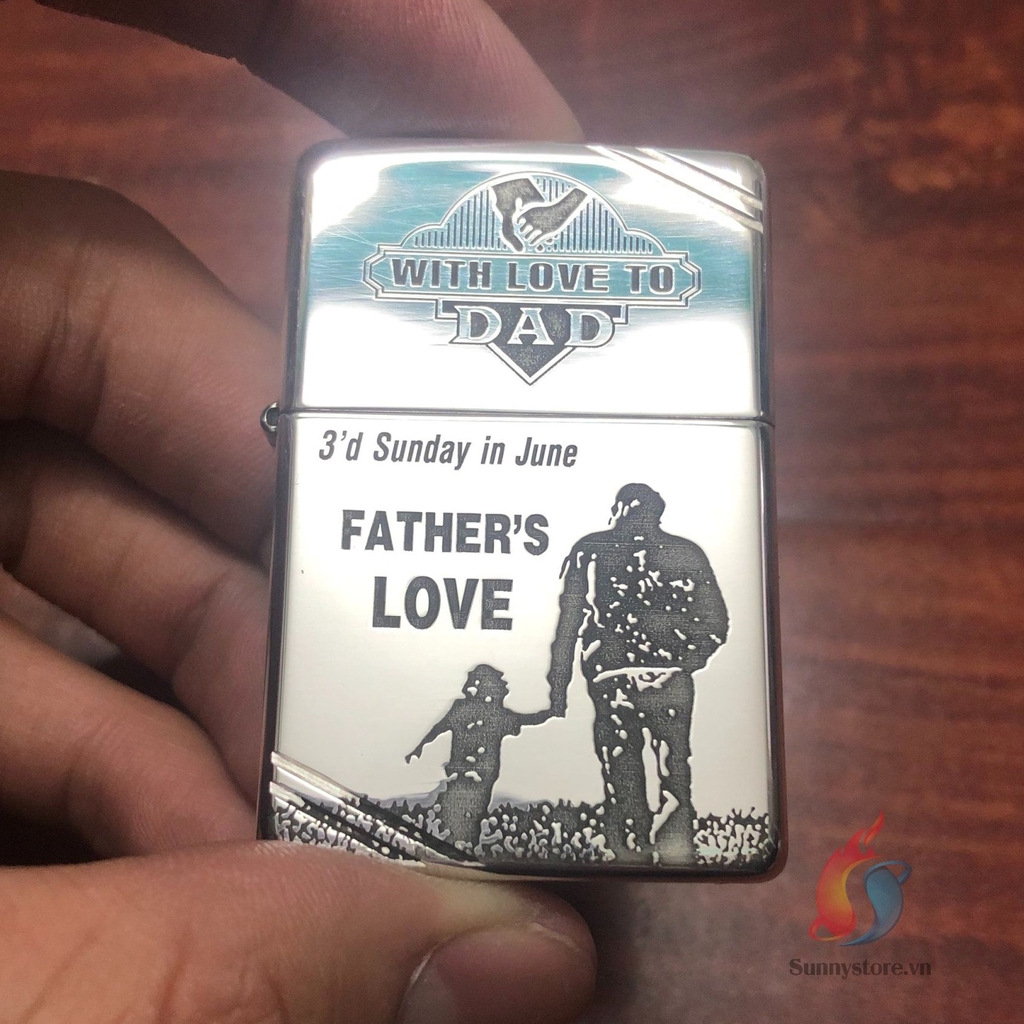 WITH LOVE TO
DAD
3'd Sunday in June
FATHER'S
LOVE
Sunnystore.vn